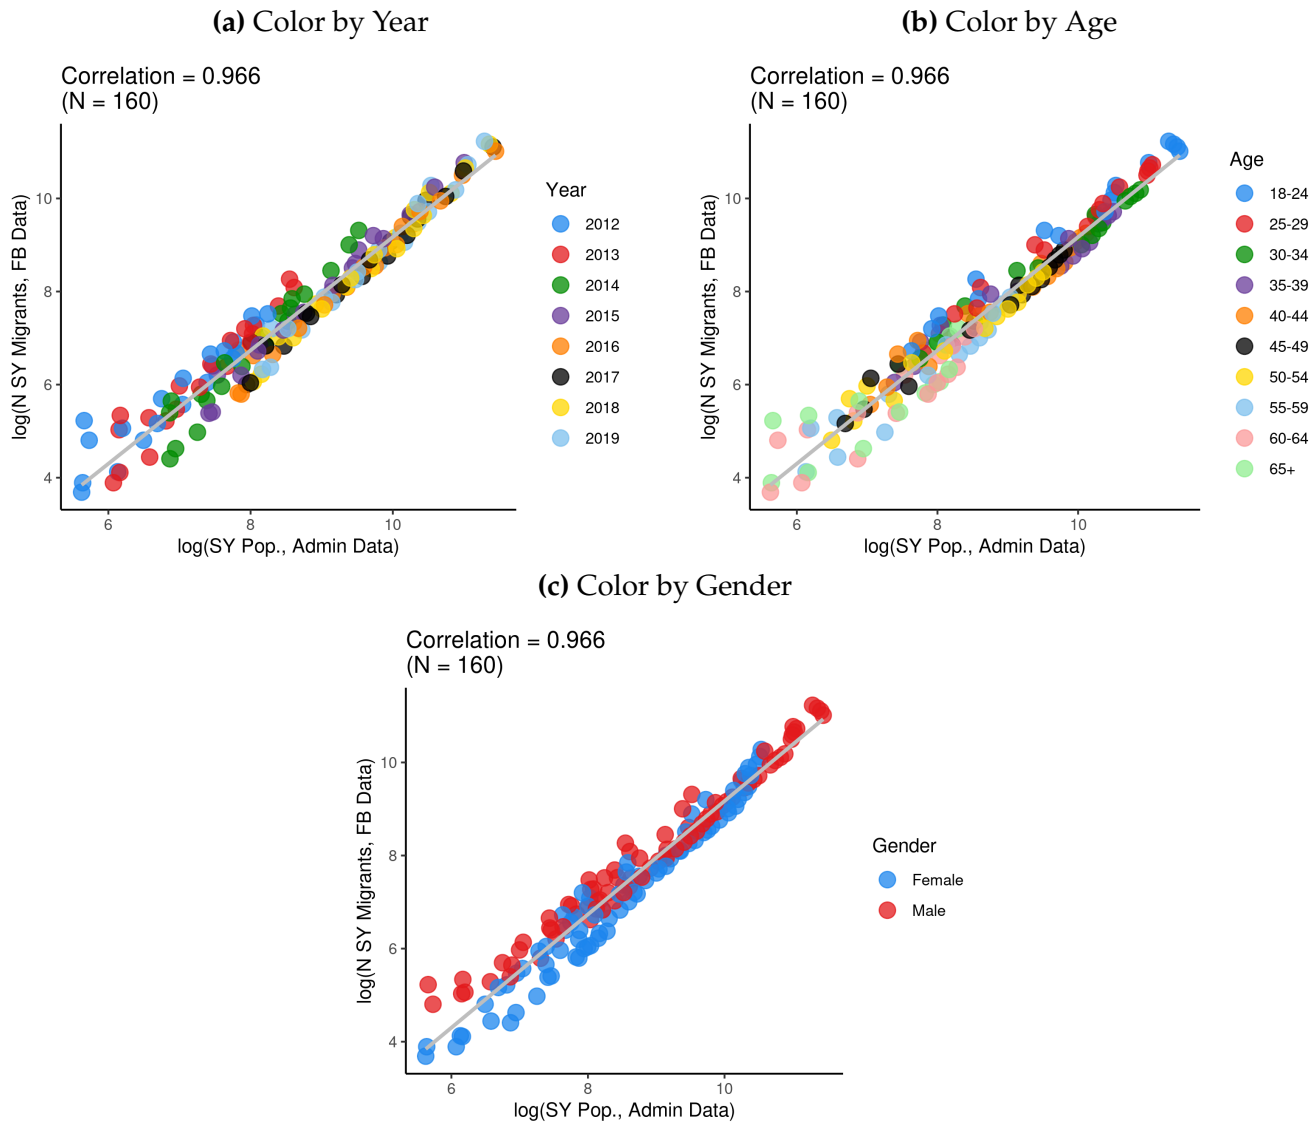 (a) Color by Year
Correlation = 0.966
(N = 160)
log(N SY Migrants, FB Data)
10
8
6
4
6 8 10
log(SY Pop., Admin Data)
Year
2012
2013
2014
2015
2016
2017
2018
2019
(b) Color by Age
Correlation = 0.966
(N = 160)
log(N SY Migrants, FB Data)
10
8
6
4
6 8 10
log(SY Pop., Admin Data)
Age
18-24
25-29
30-34
35-39
40-44
45-49
50-54
55-59
60-64
65+
(c) Color by Gender
Correlation = 0.966
(N = 160)
log(N SY Migrants, FB Data)
10
8
6
4
6 8 10
log(SY Pop., Admin Data)
Gender
Female
Male